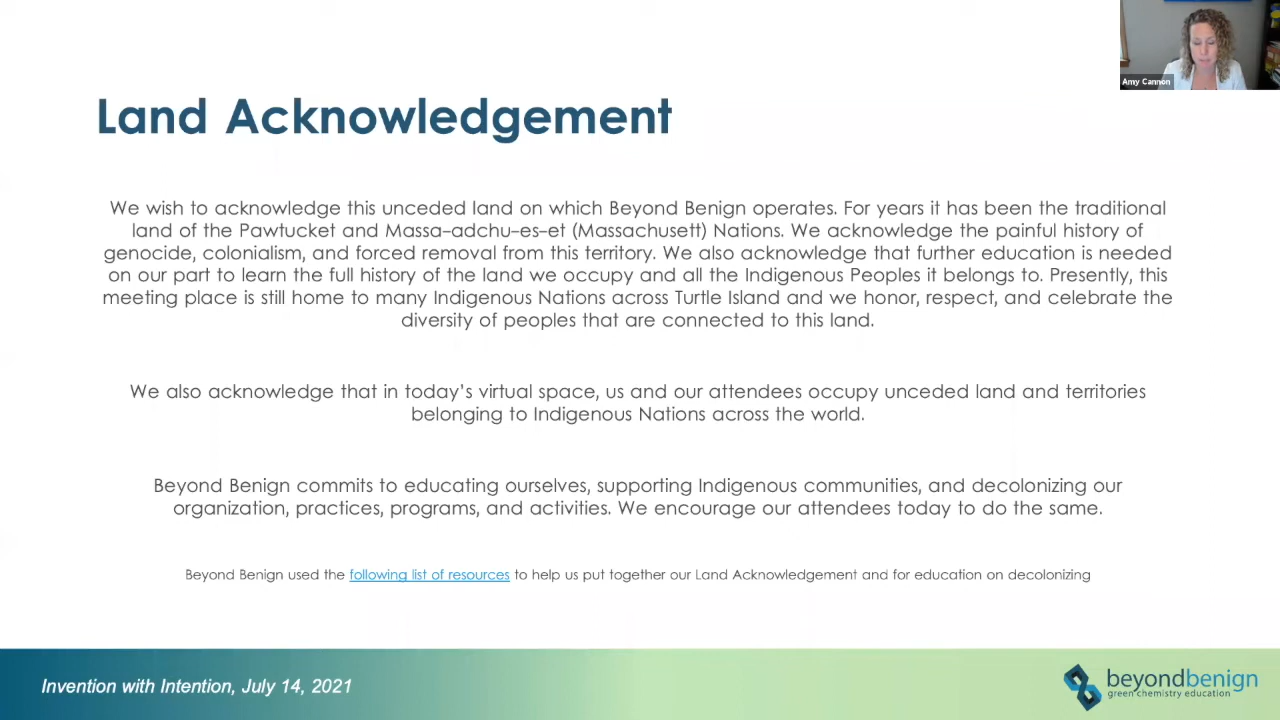 Amy Cannon
Land Acknowledgement
We wish to acknowledge this unceded land on which Beyond Benign operates. For years it has been the traditional
land of the Pawtucket and Massa-adchu-es-et (Massachusett) Nations. We acknowledge the painful history of
genocide, colonialism, and forced removal from this territory. We also acknowledge that further education is needed
on our part to learn the full history of the land we occupy and all the Indigenous Peoples it belongs to. Presently, this
meeting place is still home to many Indigenous Nations across Turtle Island and we honor, respect, and celebrate the
diversity of peoples that are connected to this land.
We also acknowledge that in today's virtual space, us and our attendees occupy unceded land and territories
belonging to Indigenous Nations across the world.
Beyond Benign commits to educating ourselves, supporting Indigenous communities, and decolonizing our
organization, practices, programs, and activities. We encourage our attendees today to do the same.
Beyond Benign used the following list of resources to help us put together our Land Acknowledgement and for education on decolonizing
Invention with Intention, July 14, 2021
beyondbenign
green chemistry education